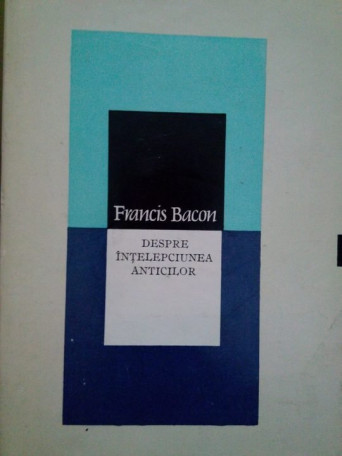 Francis Bacon
DESPRE
ÎNȚELEPCIUNEA
ANTICILOR